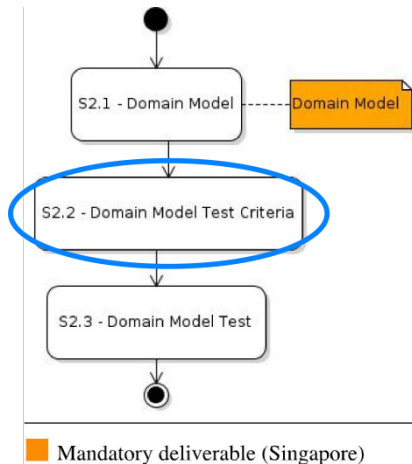 S2.1 - Domain Model
Domain Model
S2.2 - Domain Model Test Criteria
S2.3 - Domain Model Test
Mandatory deliverable (Singapore)